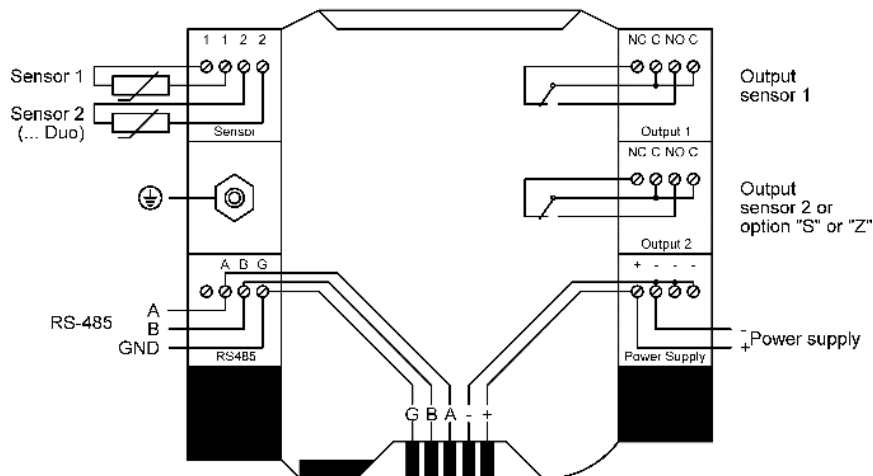 1 1 2 2
Sensor 1
Sensor 2
(... Duo)
Sensor
NC C NO C
Output
sensor 1
Output 1
NC C NO C
Output
sensor 2 or
option "S" or "Z"
Output 2
A B G
RS-485
A
B
GND
RS485
+ - - -
-
+
Power supply
Power Supply
G B A - +